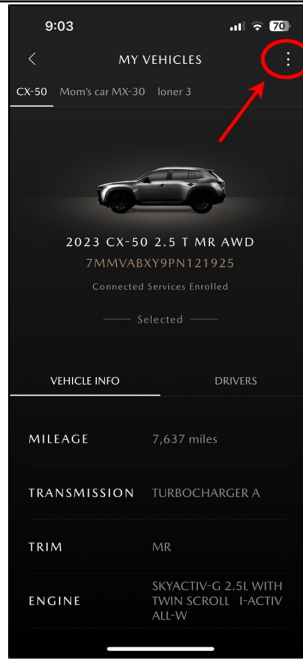 9:03
70
MY VEHICLES
CX-50 Mom's car MX-30 loner 3
2023 CX-50 2.5 T MR AWD
7MMVABXY9PN121925
Connected Services Enrolled
Selected
VEHICLE INFO DRIVERS
MILEAGE 7,637 miles
TRANSMISSION TURBOCHARGER A
TRIM MR
ENGINE SKYACTIV-G 2.5L WITH
TWIN SCROLL I-ACTIV
ALL-W